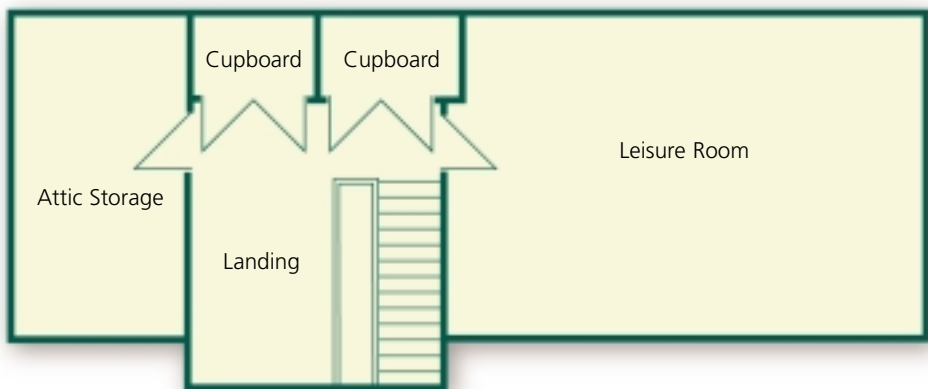 Cupboard
Cupboard
Leisure Room
Attic Storage
Landing